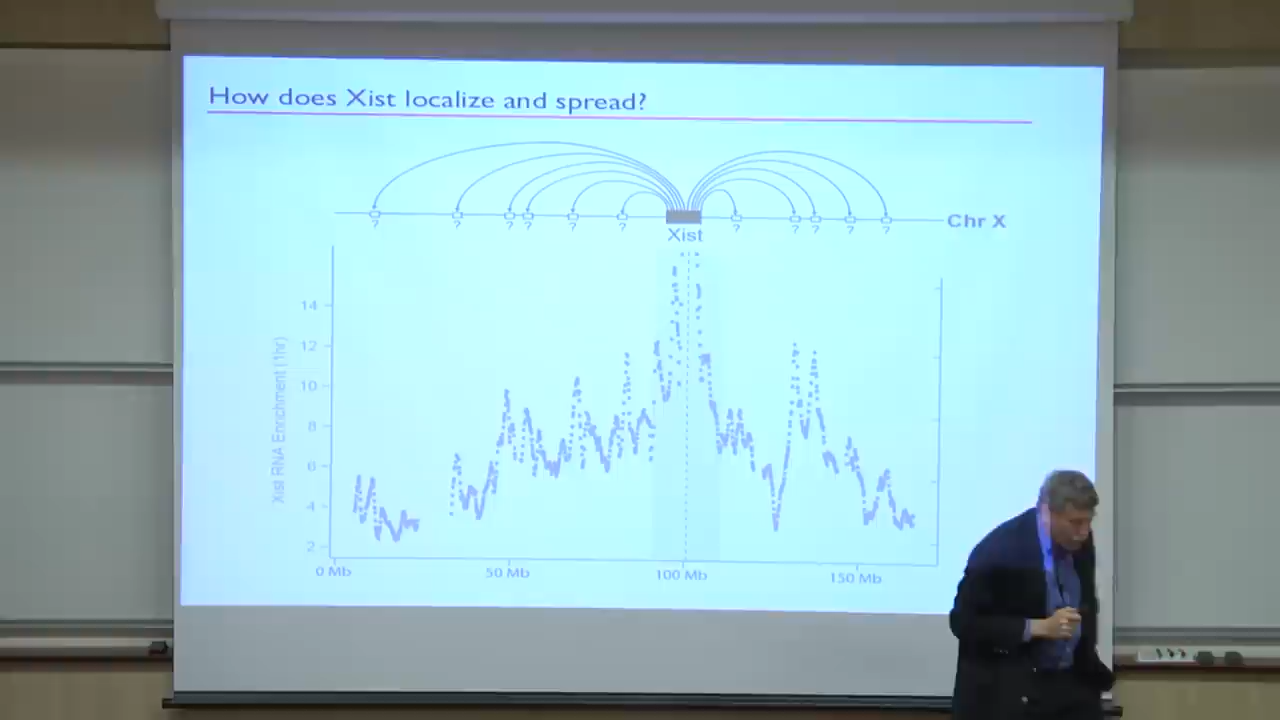 How does Xist localize and spread?
Chr X
? ? ? ? ? ? ? ? ? ? ?
Xist
14
12
10
8
6
4
2
Xist RNA Enrichment (1hr)
0 Mb 50 Mb 100 Mb 150 Mb